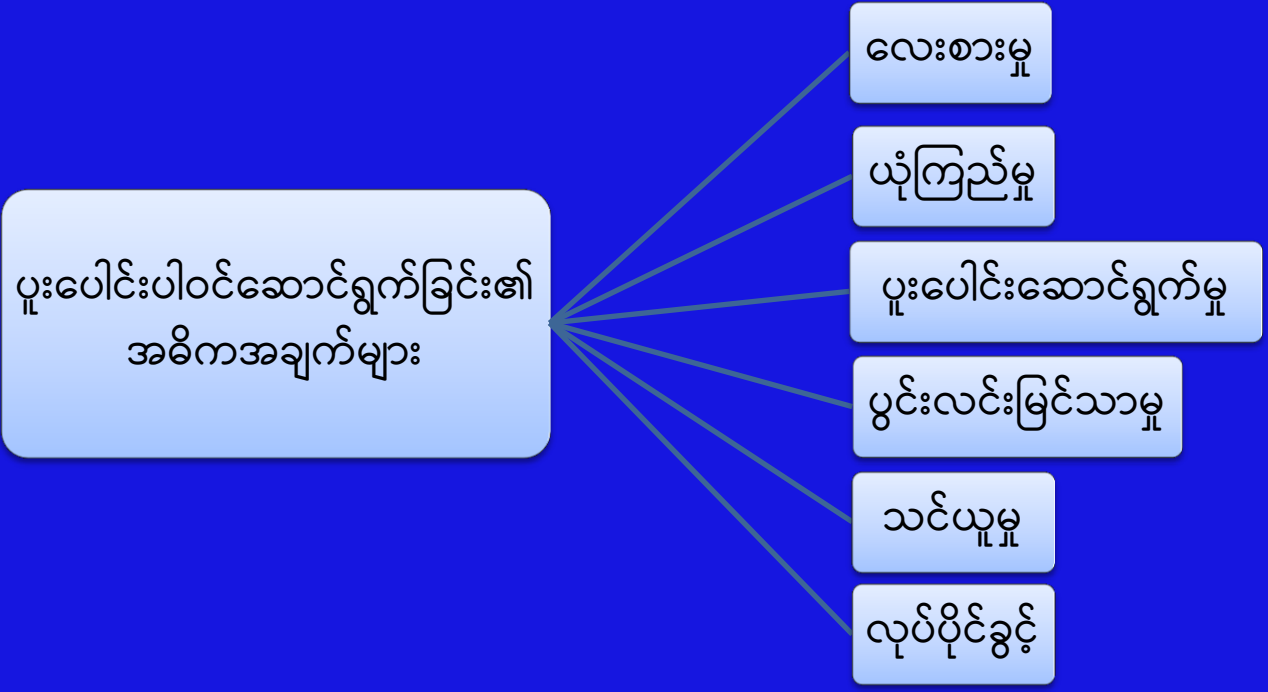 ပူးပေါင်းပါဝင်ဆောင်ရွက်ခြင်း၏
အဓိကအချက်များ
လေးစားမှု
ယုံကြည်မှု
ပူးပေါင်းဆောင်ရွက်မှု
ပွင်းလင်းမြင်သာမှု
သင်ယူမှု
လုပ်ပိုင်ခွင့်